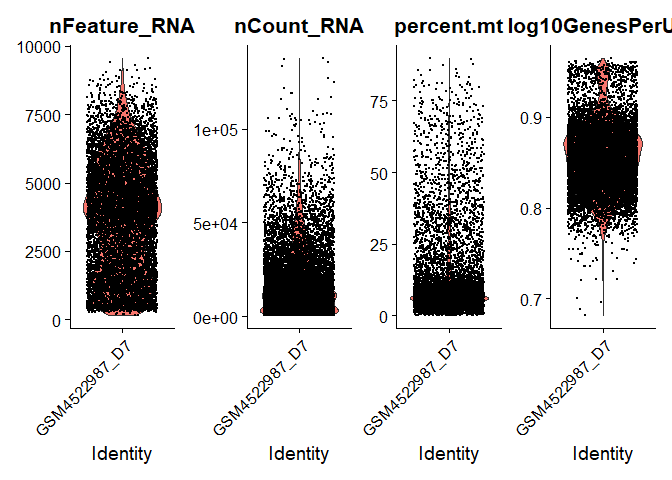 nFeature_RNA
10000
7500
5000
2500
0
GSM4522987_D7
Identity
nCount_RNA
1e+05
5e+04
0e+00
GSM4522987_D7
Identity
percent.mt
75
50
25
0
GSM4522987_D7
Identity
log10GenesPerU
0.9
0.8
0.7
GSM4522987_D7
Identity